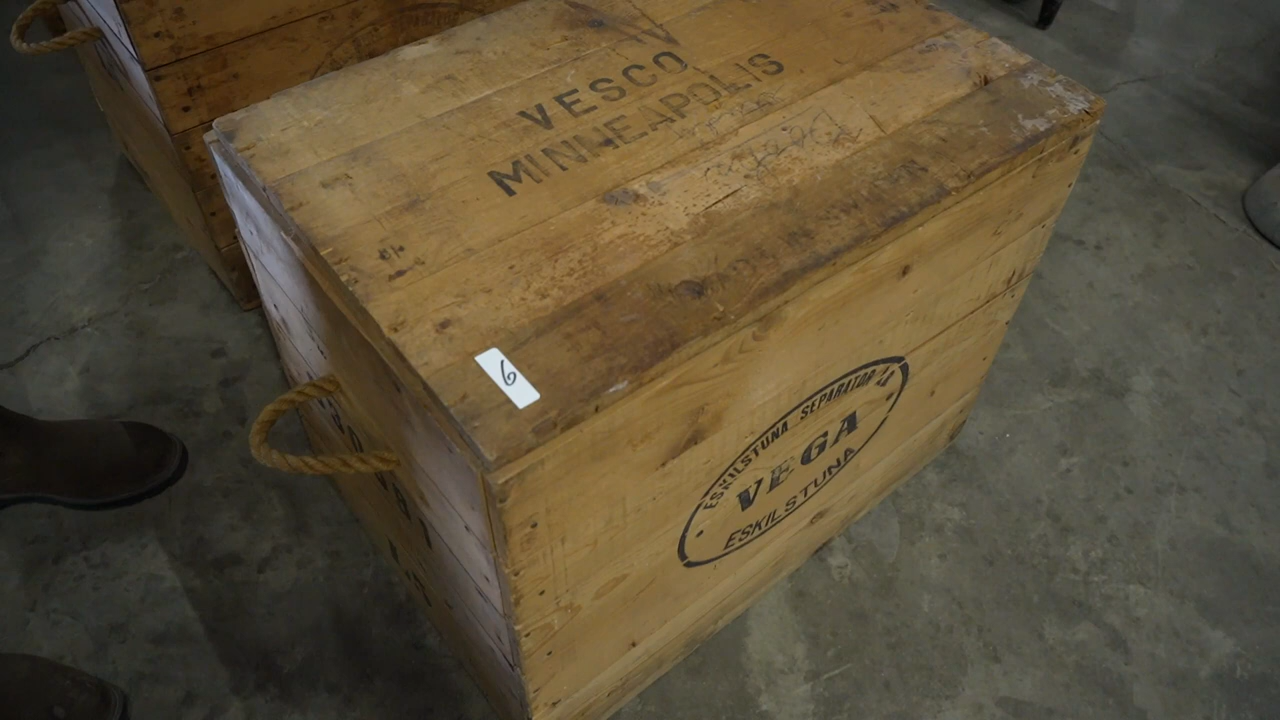 VESCO
MINNEAPOLIS
6
ESKILSTUNA SEPARATOR
VEGA
ESKILSTUNA